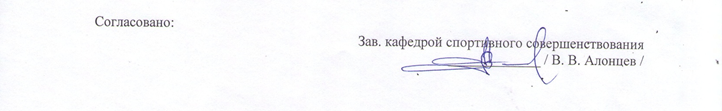 Согласовано:
Зав. кафедрой спортивного совершенствования
/ В. В. Алонцев /